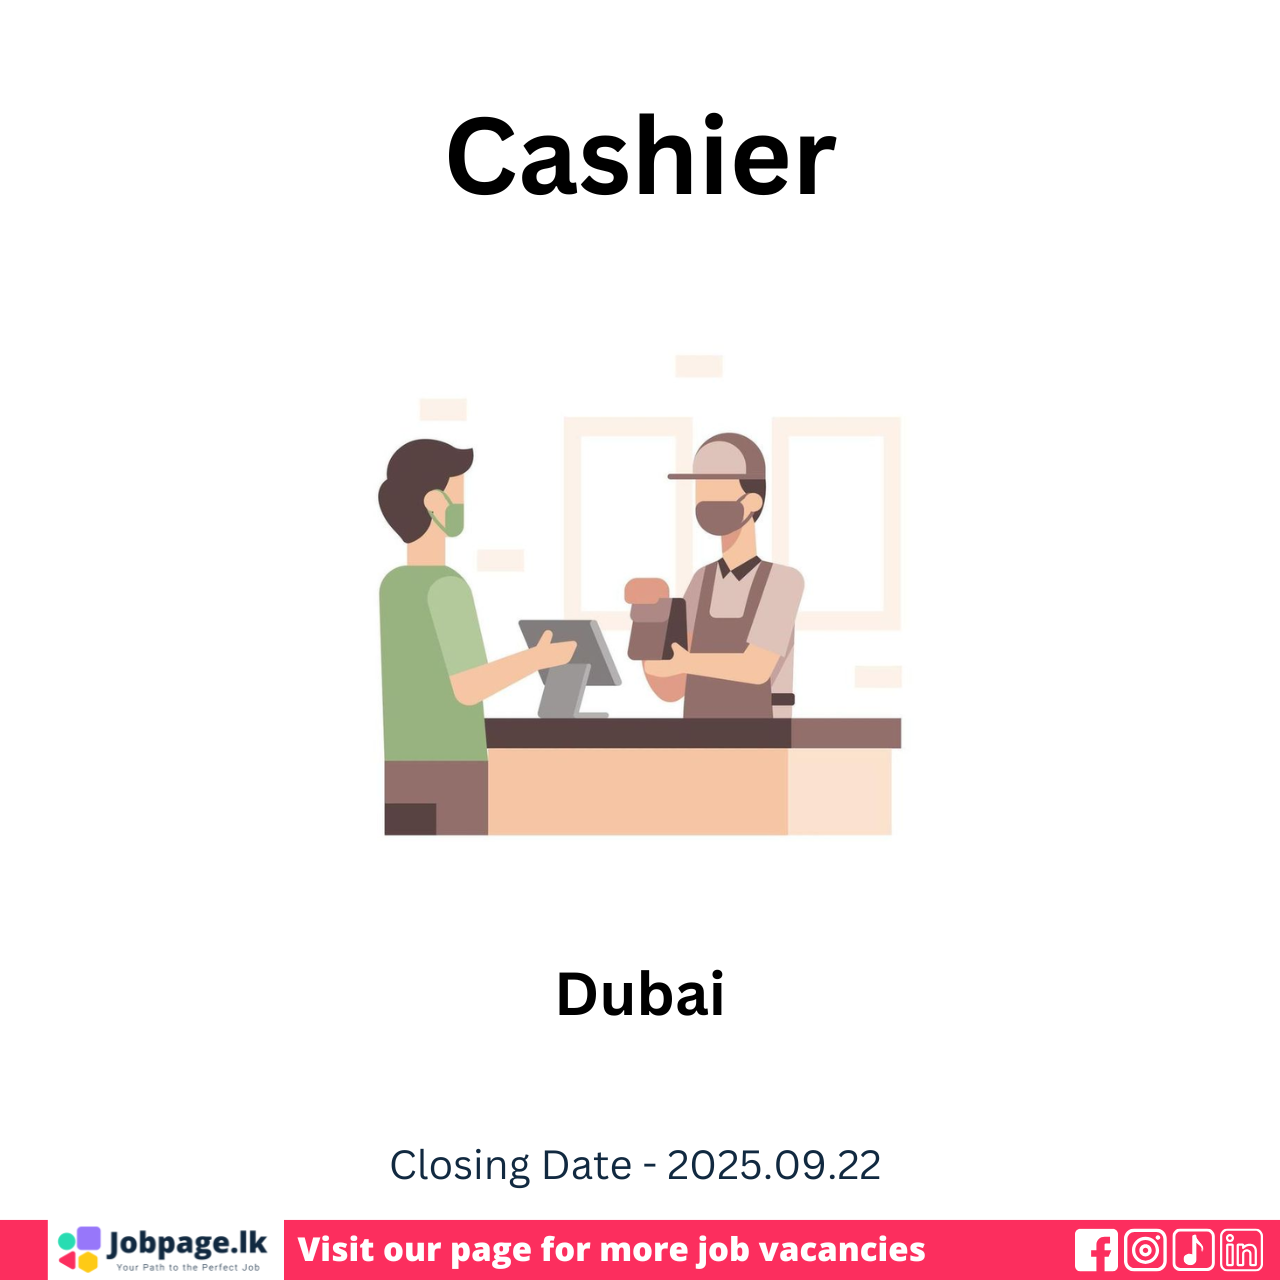 Cashier
Dubai
Closing Date - 2025.09.22
Jobpage.lk
Your Path to the Perfect Job
Visit our page for more job vacancies